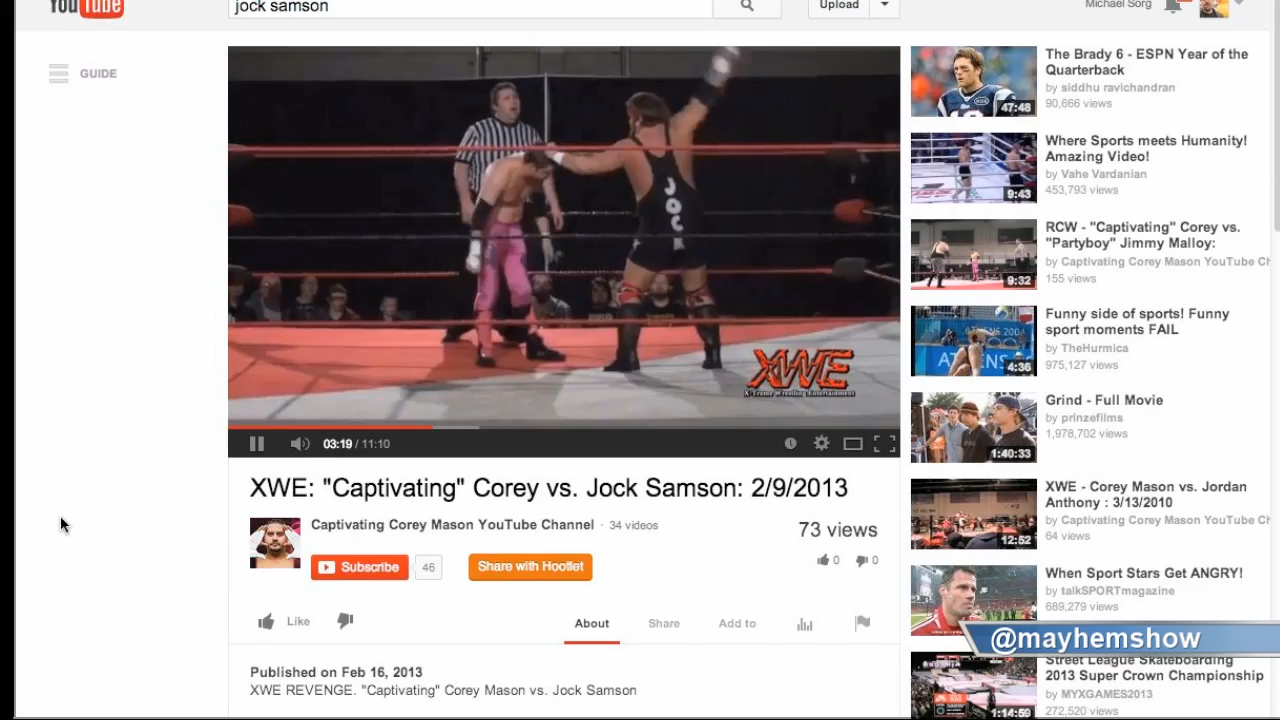 YouTube
jock samson
Upload
Michael Sorg
GUIDE
JOCK
XWE
X-Treme Wrestling Entertainment
03:19 / 11:10
XWE: "Captivating" Corey vs. Jock Samson: 2/9/2013
Captivating Corey Mason YouTube Channel · 34 videos
Subscribe 46
Share with Hootlet
73 views
0 0
Like
About
Share
Add to
Published on Feb 16, 2013
XWE REVENGE. "Captivating" Corey Mason vs. Jock Samson
47:48
The Brady 6 - ESPN Year of the
Quarterback
by siddhu ravichandran
90,666 views
9:43
Where Sports meets Humanity!
Amazing Video!
by Vahe Vardanian
453,793 views
9:32
RCW - "Captivating" Corey vs.
"Partyboy" Jimmy Malloy:
by Captivating Corey Mason YouTube Ch
155 views
ATHENS 2004
4:36
Funny side of sports! Funny
sport moments FAIL
by TheHurmica
975,127 views
1:40:33
Grind - Full Movie
by prinzefilms
1,978,702 views
12:52
XWE - Corey Mason vs. Jordan
Anthony : 3/13/2010
by Captivating Corey Mason YouTube Ch
64 views
When Sport Stars Get ANGRY!
by talkSPORTmagazine
689,279 views
@mayhemshow
1:14:59
Street League Skateboarding
2013 Super Crown Championship
by MYXGAMES2013
272,520 views